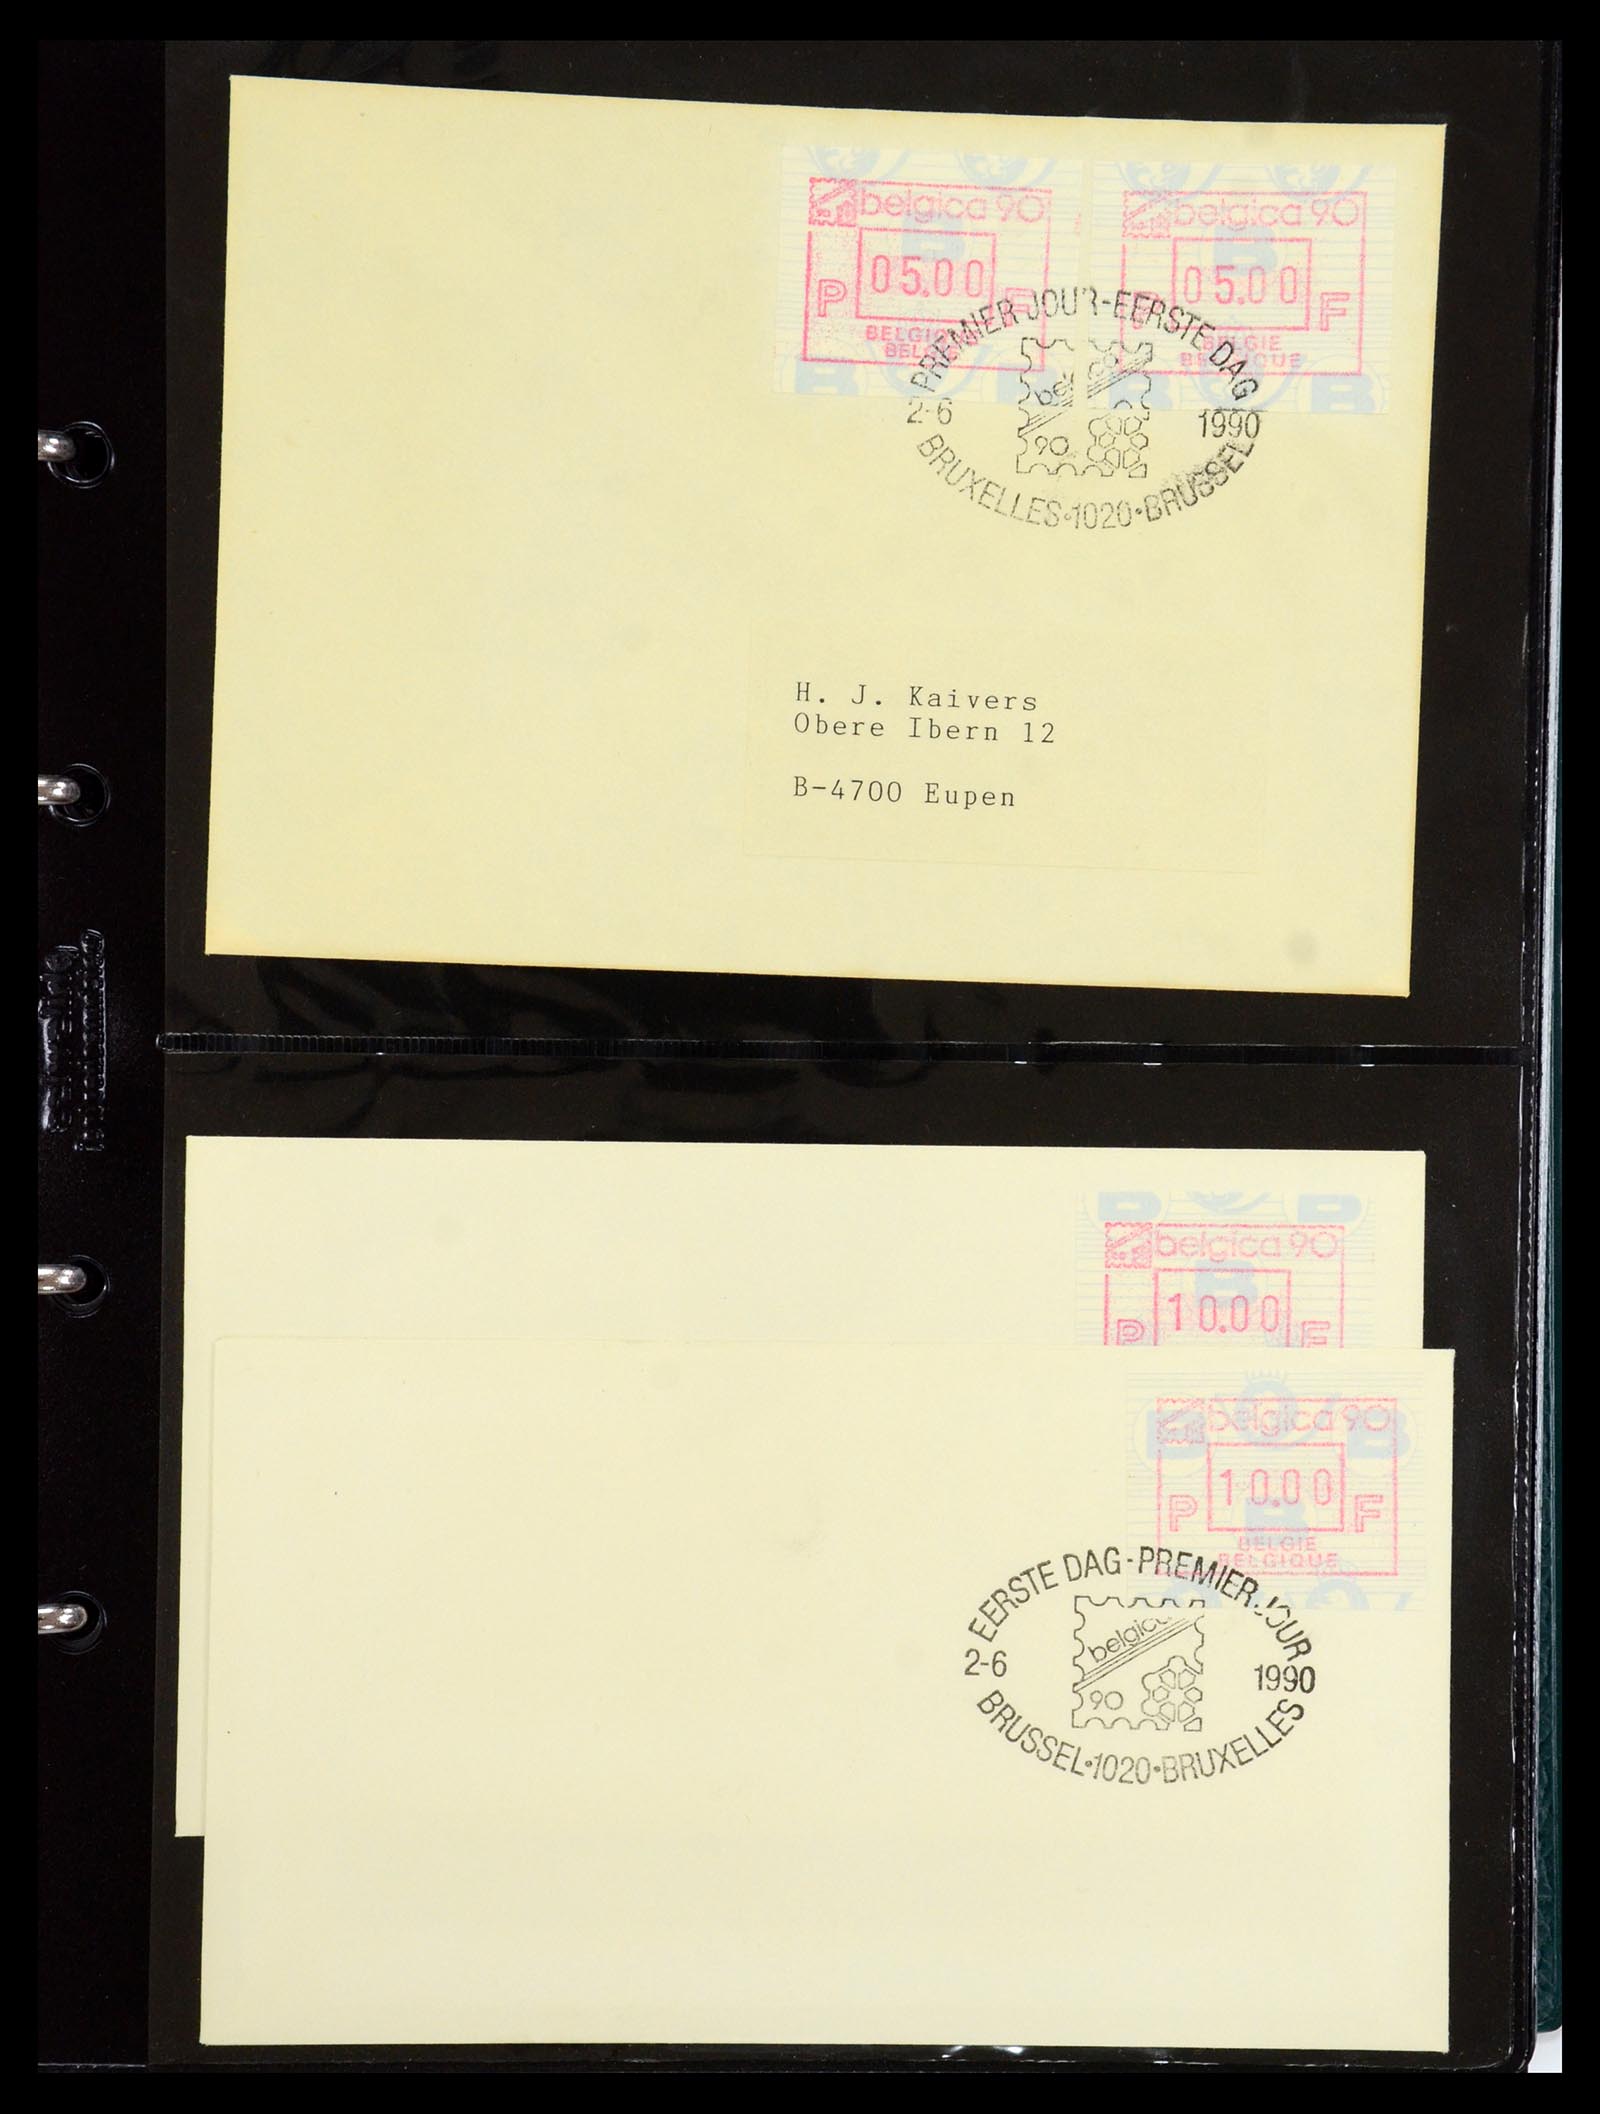 belgica 90
05.00
P
BELGIQUE
belgica 90
05.00
P F
BELGIE
BELGIQUE
PREMIER JOUR-EERSTE DAG
belgica
90
2-6 1990
BRUXELLES•1020•BRUSSEL
H. J. Kaivers
Obere Ibern 12
B-4700 Eupen
belgica 90
10.00
P F
belgica 90
10.00
P F
BELGIE
BELGIQUE
EERSTE DAG-PREMIER JOUR
belgica
90
2-6 1990
BRUSSEL•1020•BRUXELLES